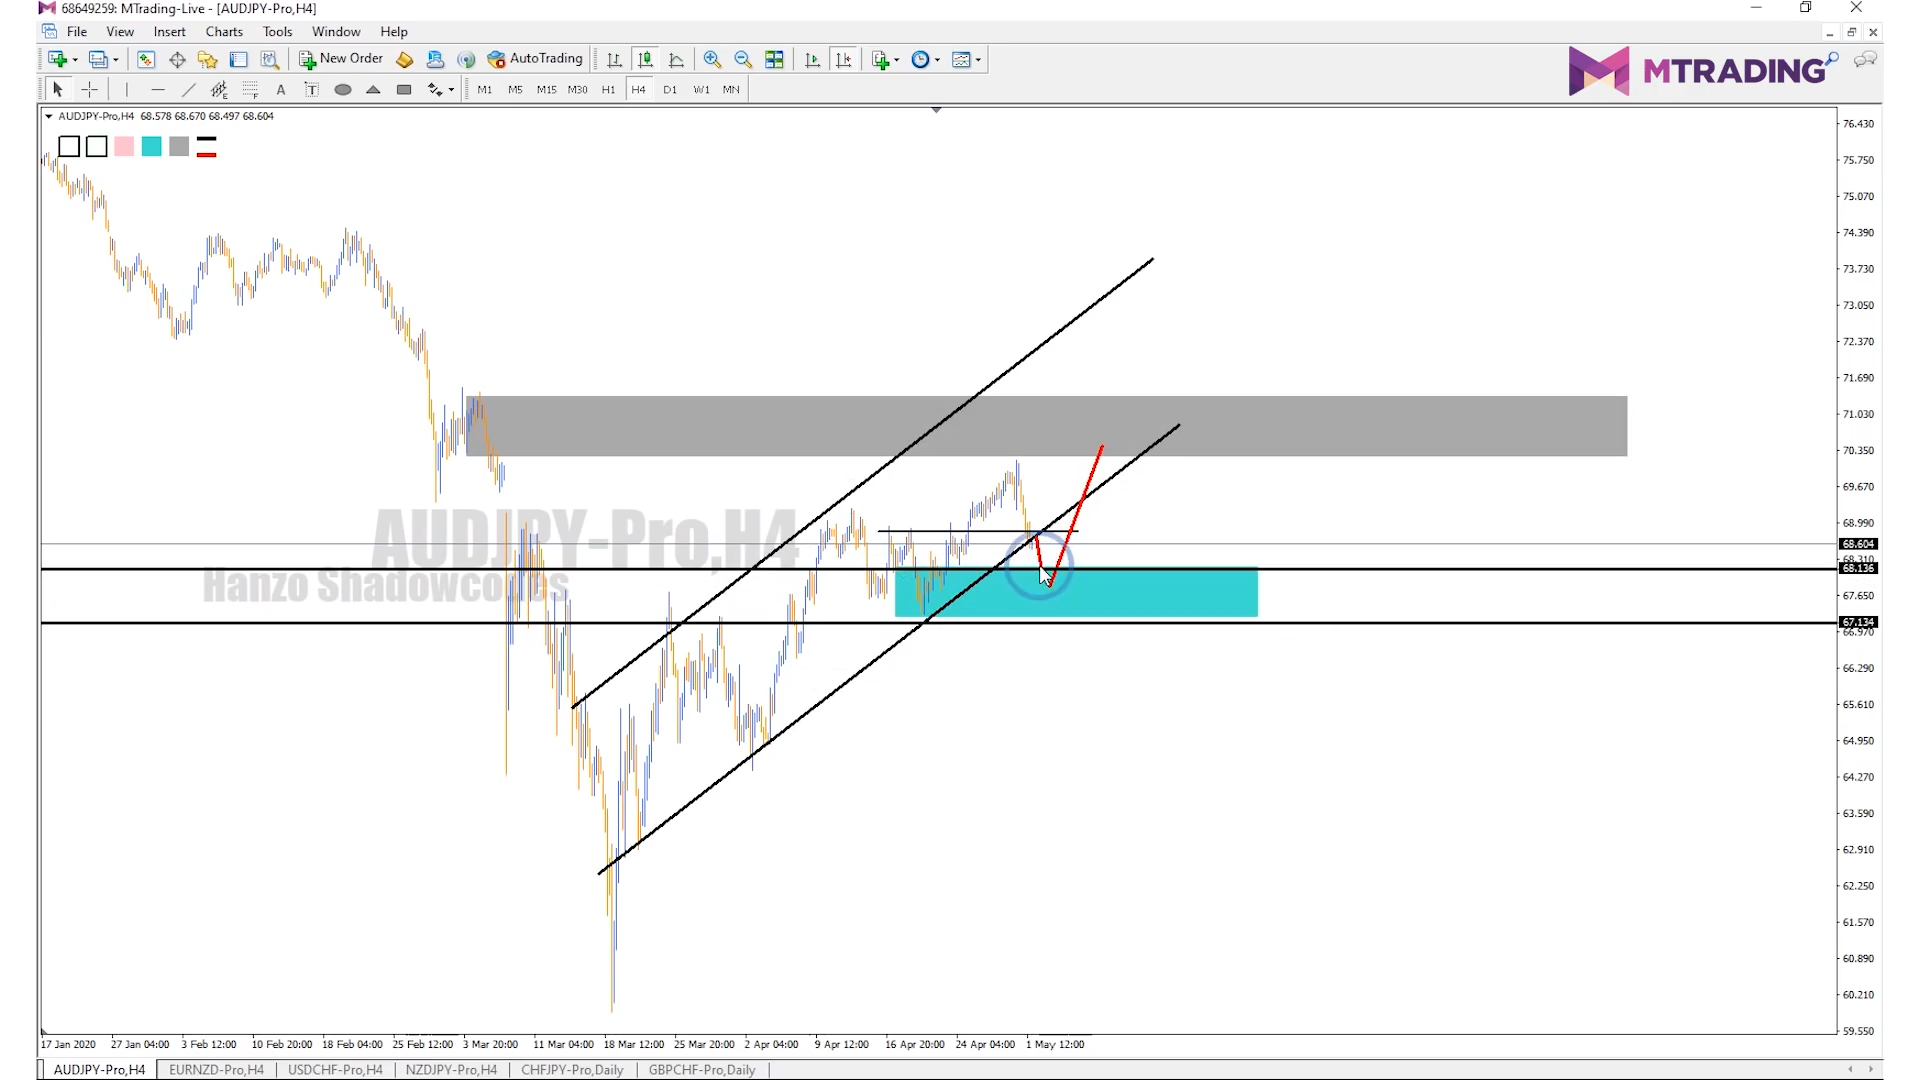 68649259: MTrading-Live - [AUDJPY-Pro,H4]
File View Insert Charts Tools Window Help
New Order AutoTrading
MTRADING
A T M1 M5 M15 M30 H1 H4 D1 W1 MN
AUDJPY-Pro,H4 68.578 68.670 68.497 68.604
76.430
75.750
75.070
74.390
73.730
73.050
72.370
71.690
71.030
70.350
69.670
68.990
AUDJPY-Pro,H4
68.604
68.310
68.136
Hanzo Shadowcones
67.650
67.134
66.970
66.290
65.610
64.950
64.270
63.590
62.910
62.250
61.570
60.890
60.210
59.550
17 Jan 2020 27 Jan 04:00 3 Feb 12:00 10 Feb 20:00 18 Feb 04:00 25 Feb 12:00 3 Mar 20:00 11 Mar 04:00 18 Mar 12:00 25 Mar 20:00 2 Apr 04:00 9 Apr 12:00 16 Apr 20:00 24 Apr 04:00 1 May 12:00
AUDJPY-Pro,H4 EURNZD-Pro,H4 USDCHF-Pro,H4 NZDJPY-Pro,H4 CHFJPY-Pro,Daily GBPCHF-Pro,Daily